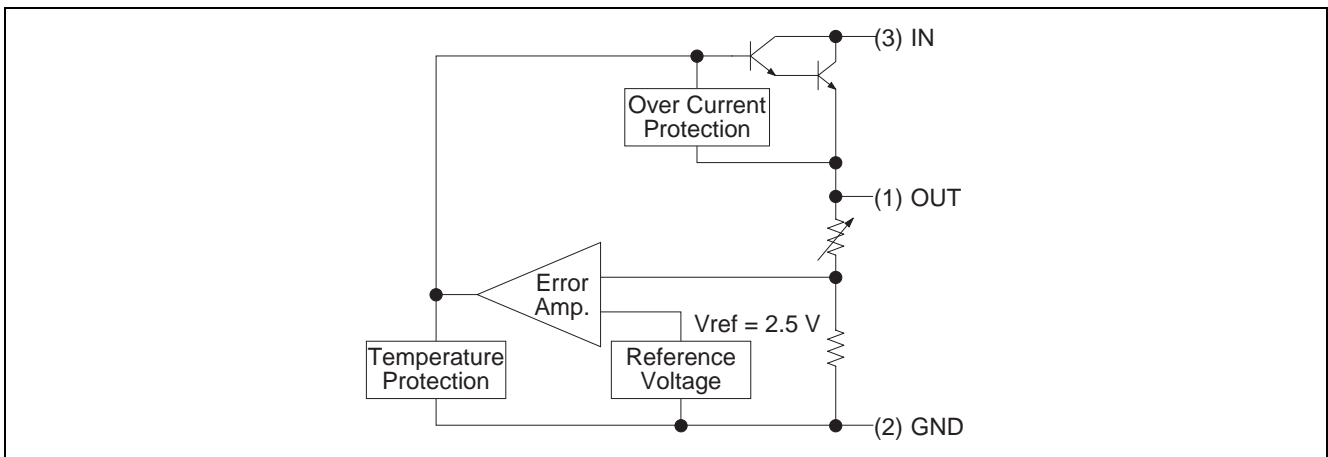 (3) IN
Over Current
Protection
(1) OUT
Error
Amp.
Vref = 2.5 V
Temperature
Protection
Reference
Voltage
(2) GND